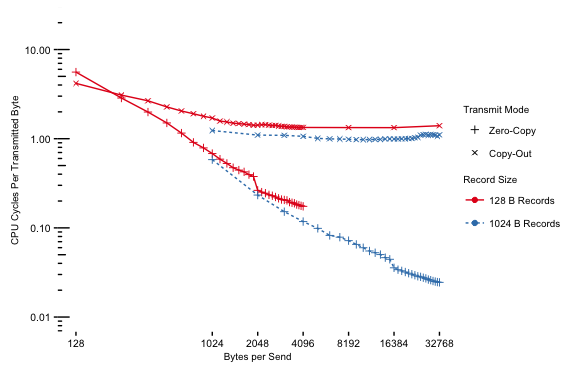 10.00
1.00
0.10
0.01
CPU Cycles Per Transmitted Byte
128
1024
2048
4096
8192
16384
32768
Bytes per Send
Transmit Mode
Zero-Copy
Copy-Out
Record Size
128 B Records
1024 B Records